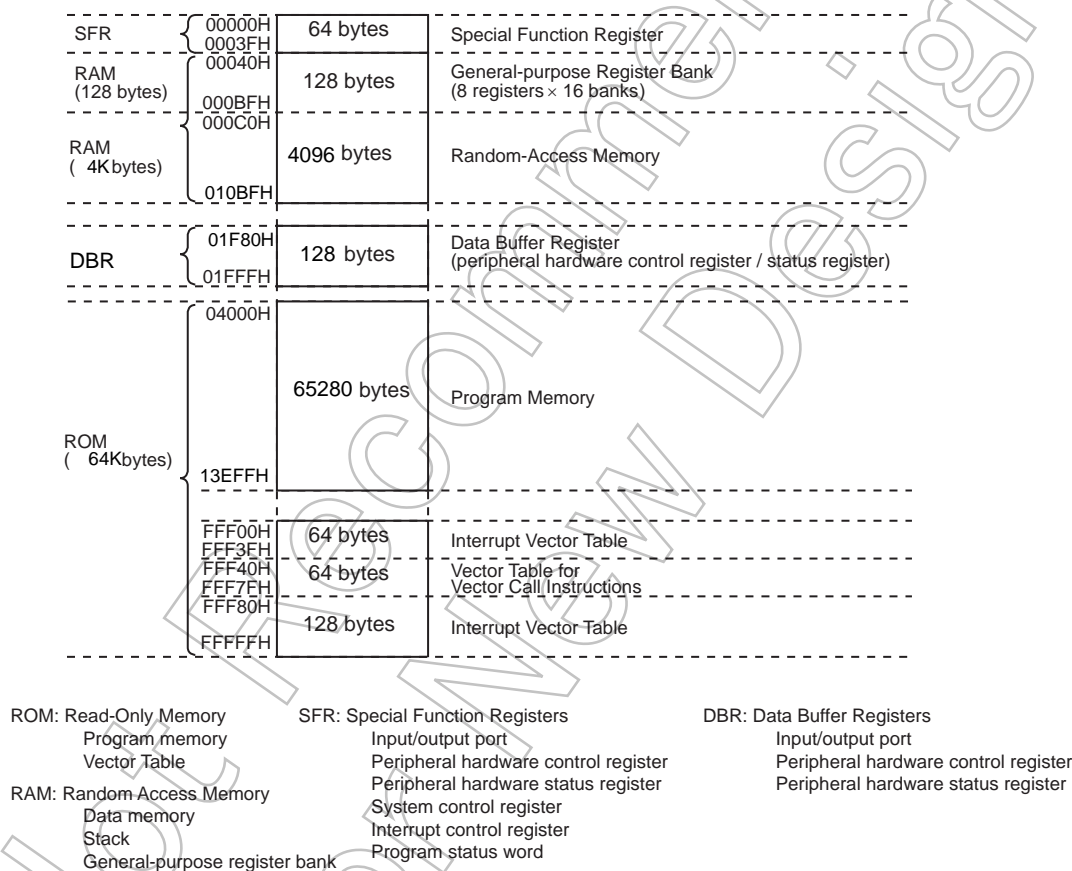 SFR 00000H 0003FH 64 bytes Special Function Register
RAM (128 bytes) 00040H 000BFH 128 bytes General-purpose Register Bank
(8 registers × 16 banks)
RAM ( 4Kbytes) 000C0H 010BFH 4096 bytes Random-Access Memory
DBR 01F80H 01FFFH 128 bytes Data Buffer Register
(peripheral hardware control register / status register)
ROM ( 64Kbytes)
04000H 13EFFH 65280 bytes Program Memory
FFF00H FFF3FH 64 bytes Interrupt Vector Table
FFF40H FFF7FH 64 bytes Vector Table for
Vector Call Instructions
FFF80H FFFFFH 128 bytes Interrupt Vector Table
ROM: Read-Only Memory
Program memory
Vector Table
RAM: Random Access Memory
Data memory
Stack
General-purpose register bank
SFR: Special Function Registers
Input/output port
Peripheral hardware control register
Peripheral hardware status register
System control register
Interrupt control register
Program status word
DBR: Data Buffer Registers
Input/output port
Peripheral hardware control register
Peripheral hardware status register